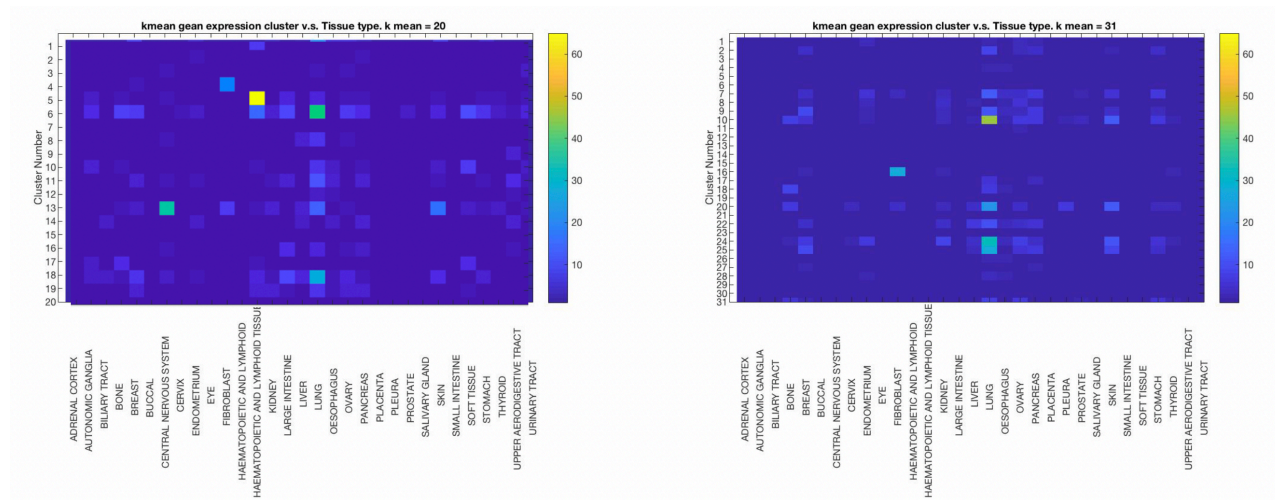 kmean gean expression cluster v.s. Tissue type. k mean = 20
Cluster Number
1
2
3
4
5
6
7
8
9
10
11
12
13
14
15
16
17
18
19
20
ADRENAL CORTEX
AUTONOMIC GANGLIA
BILIARY TRACT
BONE
BREAST
BUCCAL
CENTRAL NERVOUS SYSTEM
CERVIX
ENDOMETRIUM
EYE
FIBROBLAST
HAEMATOPOIETIC AND LYMPHOID
HAEMATOPOIETIC AND LYMPHOID TISSUE
KIDNEY
LARGE INTESTINE
LIVER
LUNG
OESOPHAGUS
OVARY
PANCREAS
PLACENTA
PLEURA
PROSTATE
SALIVARY GLAND
SKIN
SMALL INTESTINE
SOFT TISSUE
STOMACH
THYROID
UPPER AERODIGESTIVE TRACT
URINARY TRACT
60
50
40
30
20
10
kmean gean expression cluster v.s. Tissue type. k mean = 31
Cluster Number
1
2
3
4
5
6
7
8
9
10
11
12
13
14
15
16
17
18
19
20
21
22
23
24
25
26
27
28
29
30
31
ADRENAL CORTEX
AUTONOMIC GANGLIA
BILIARY TRACT
BONE
BREAST
BUCCAL
CENTRAL NERVOUS SYSTEM
CERVIX
ENDOMETRIUM
EYE
FIBROBLAST
HAEMATOPOIETIC AND LYMPHOID
HAEMATOPOIETIC AND LYMPHOID TISSUE
KIDNEY
LARGE INTESTINE
LIVER
LUNG
OESOPHAGUS
OVARY
PANCREAS
PLACENTA
PLEURA
PROSTATE
SALIVARY GLAND
SKIN
SMALL INTESTINE
SOFT TISSUE
STOMACH
THYROID
UPPER AERODIGESTIVE TRACT
URINARY TRACT
60
50
40
30
20
10